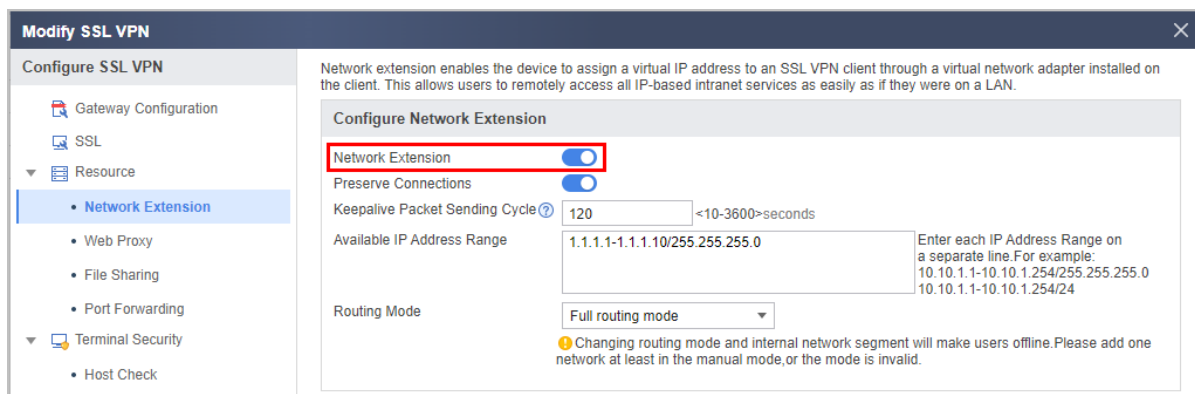 Modify SSL VPN
Configure SSL VPN
Gateway Configuration
SSL
Resource
Network Extension
Web Proxy
File Sharing
Port Forwarding
Terminal Security
Host Check
Network extension enables the device to assign a virtual IP address to an SSL VPN client through a virtual network adapter installed on
the client. This allows users to remotely access all IP-based intranet services as easily as if they were on a LAN.
Configure Network Extension
Network Extension
Preserve Connections
Keepalive Packet Sending Cycle ? 120 <10-3600>seconds
Available IP Address Range
1.1.1.1-1.1.1.10/255.255.255.0
Enter each IP Address Range on
a separate line.For example:
10.10.1.1-10.10.1.254/255.255.255.0
10.10.1.1-10.10.1.254/24
Routing Mode Full routing mode
Changing routing mode and internal network segment will make users offline.Please add one
network at least in the manual mode,or the mode is invalid.